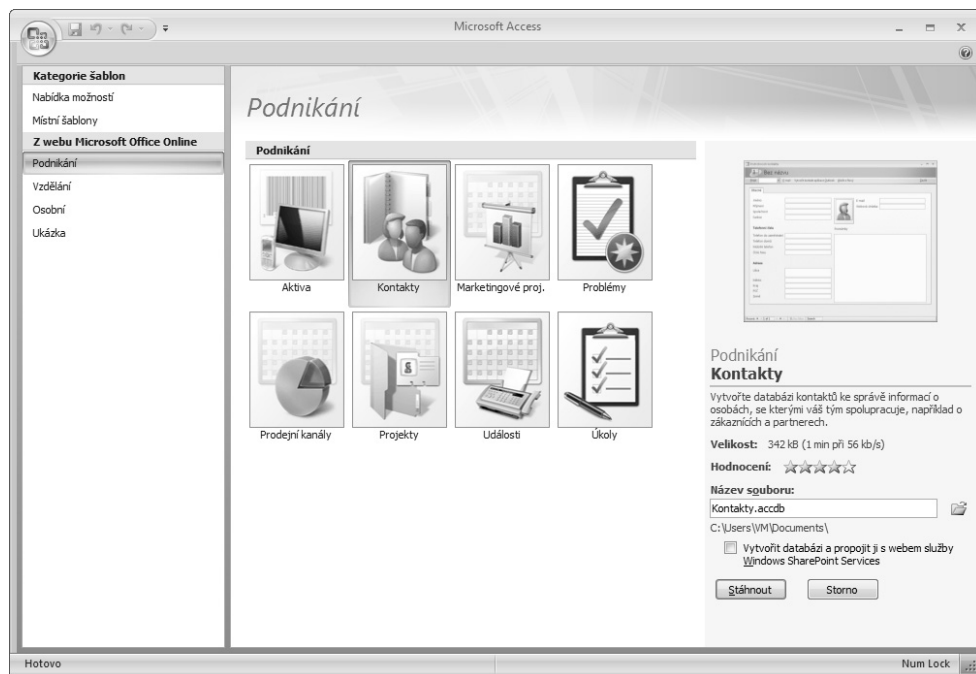 Microsoft Access
Kategorie šablon
Nabídka možností
Místní šablony
Z webu Microsoft Office Online
Podnikání
Vzdělání
Osobní
Ukázka
Podnikání
Podnikání
Aktiva
Kontakty
Marketingové proj.
Problémy
Prodejní kanály
Projekty
Události
Úkoly
Podnikání
Kontakty
Vytvořte databázi kontaktů ke správě informací o
osobách, se kterými váš tým spolupracuje, například o
zákaznících a partnerech.
Velikost: 342 kB (1 min při 56 kb/s)
Hodnocení:
Název souboru:
Kontakty.accdb
C:\Users\VM\Documents\
Vytvořit databázi a propojit ji s webem služby
Windows SharePoint Services
Stáhnout
Storno
Hotovo
Num Lock